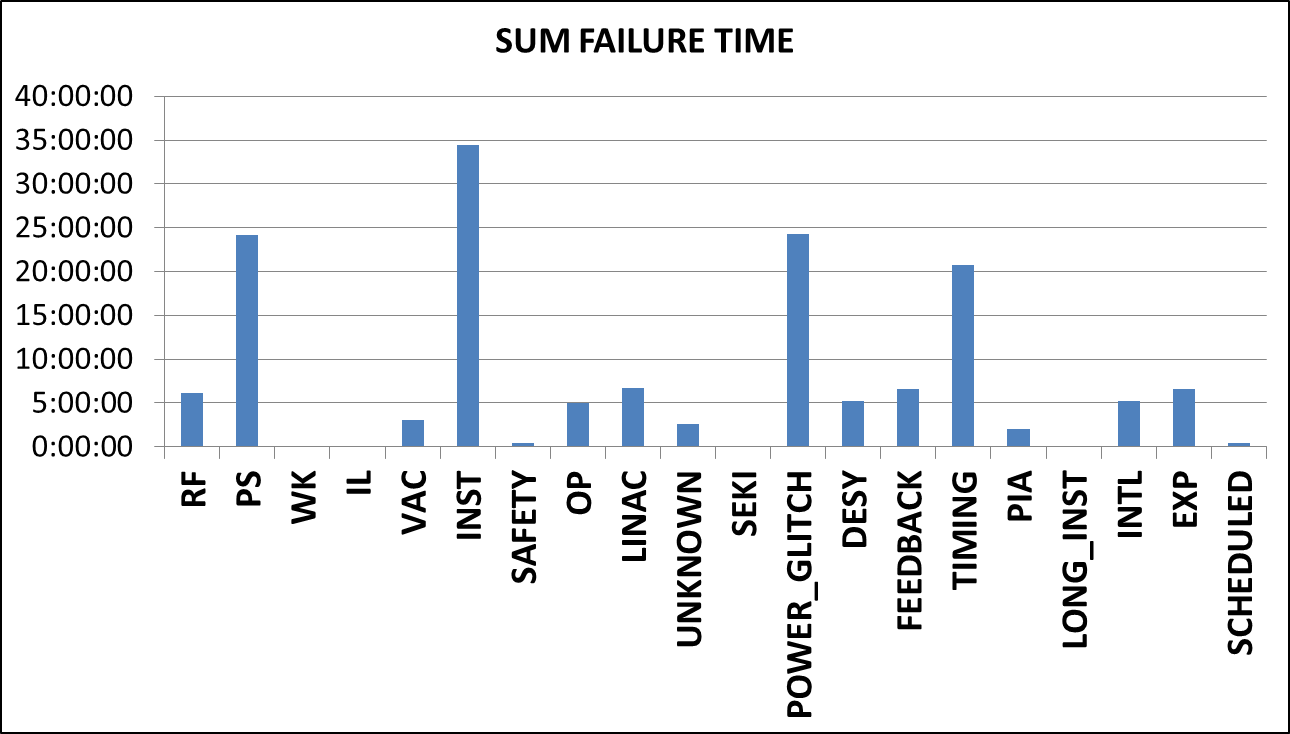 SUM FAILURE TIME
40:00:00
35:00:00
30:00:00
25:00:00
20:00:00
15:00:00
10:00:00
5:00:00
0:00:00
RF
PS
WK
IL
VAC
INST
SAFETY
OP
LINAC
UNKNOWN
SEKI
POWER_GLITCH
DESY
FEEDBACK
TIMING
PIA
LONG_INST
INTL
EXP
SCHEDULED